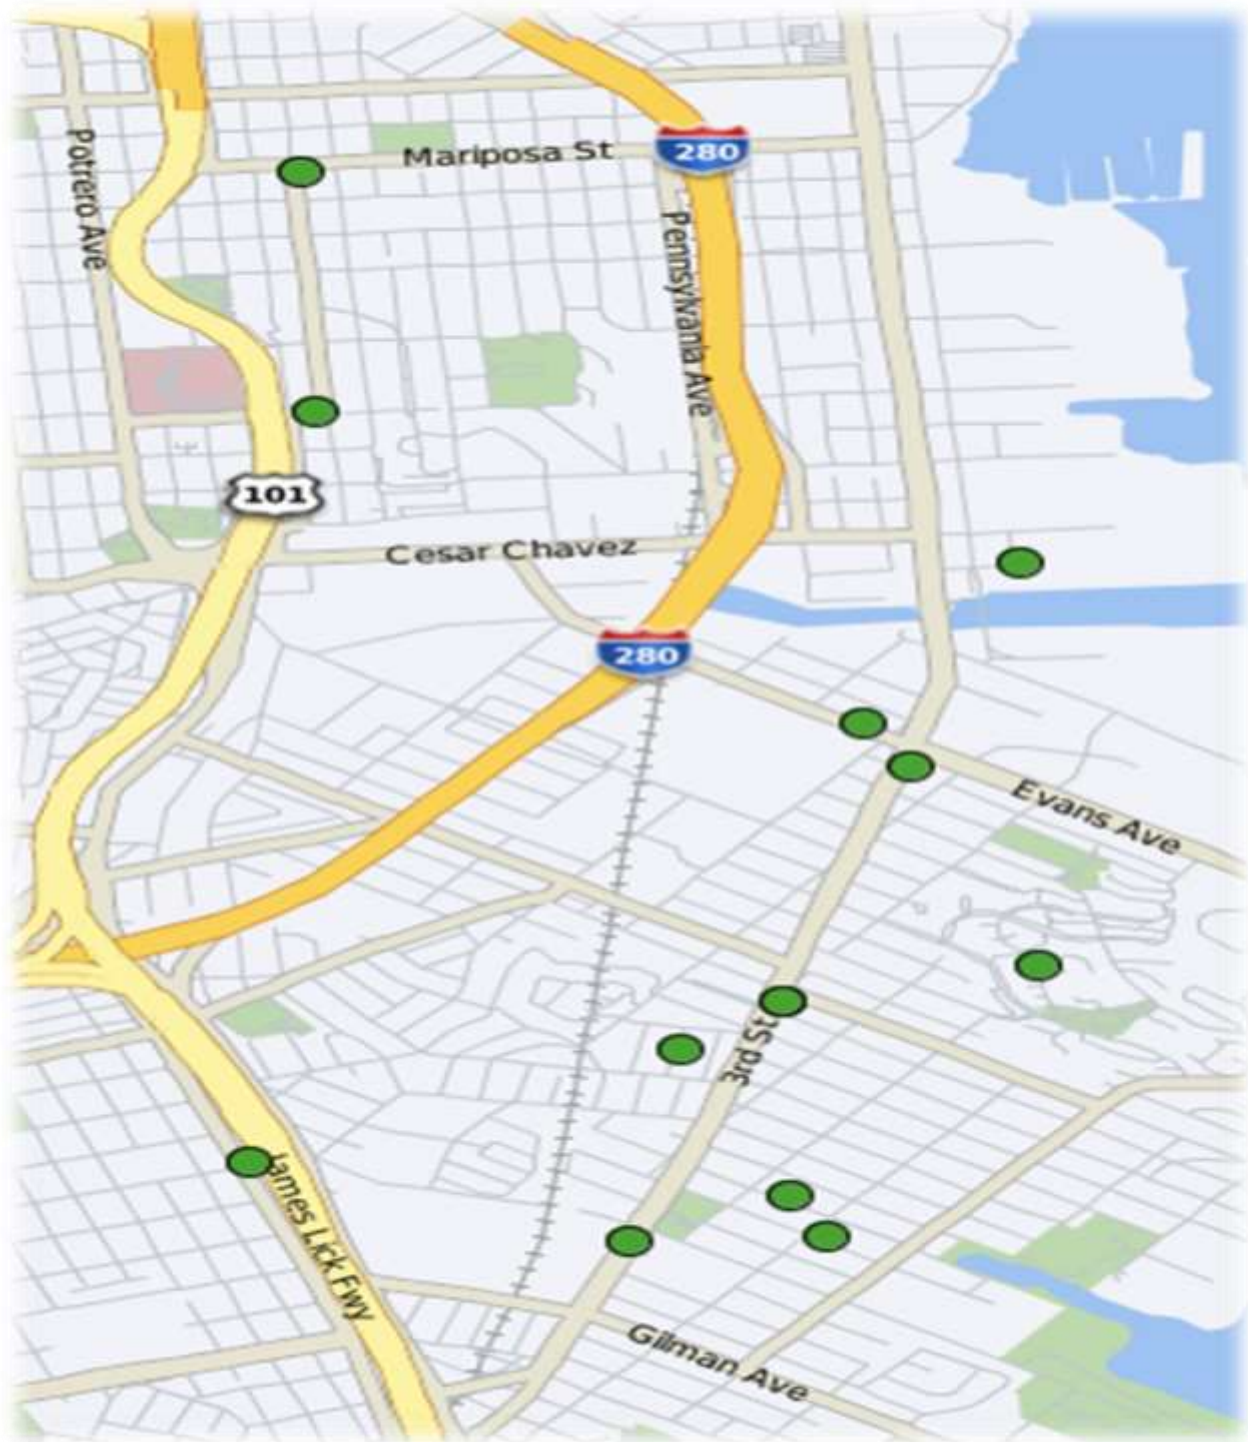 Mariposa St
280
Potrero Ave
Pennsylvania Ave
101
Cesar Chavez
280
Evans Ave
3rd St
James Lick Fwy
Gilman Ave